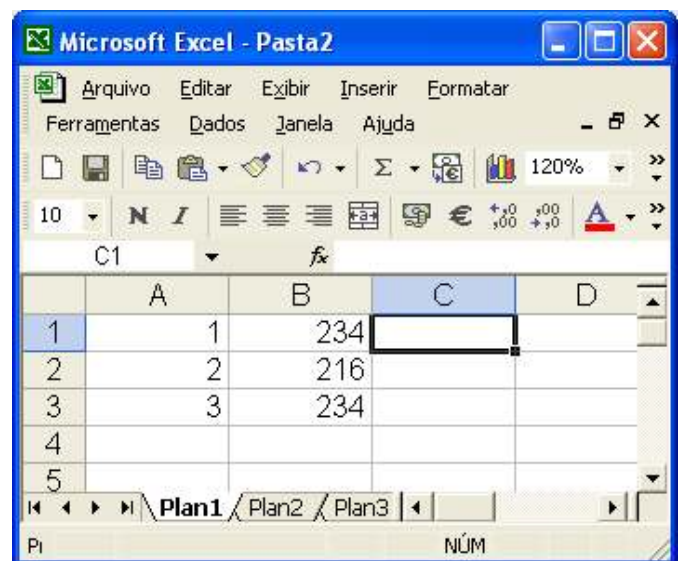 Microsoft Excel - Pasta2
Arquivo Editar Exibir Inserir Formatar
Ferramentas Dados Janela Ajuda
120%
10 N I
C1 fx
A B C D
1 1 234
2 2 216
3 3 234
4
5
Plan1 Plan2 Plan3
NÚM